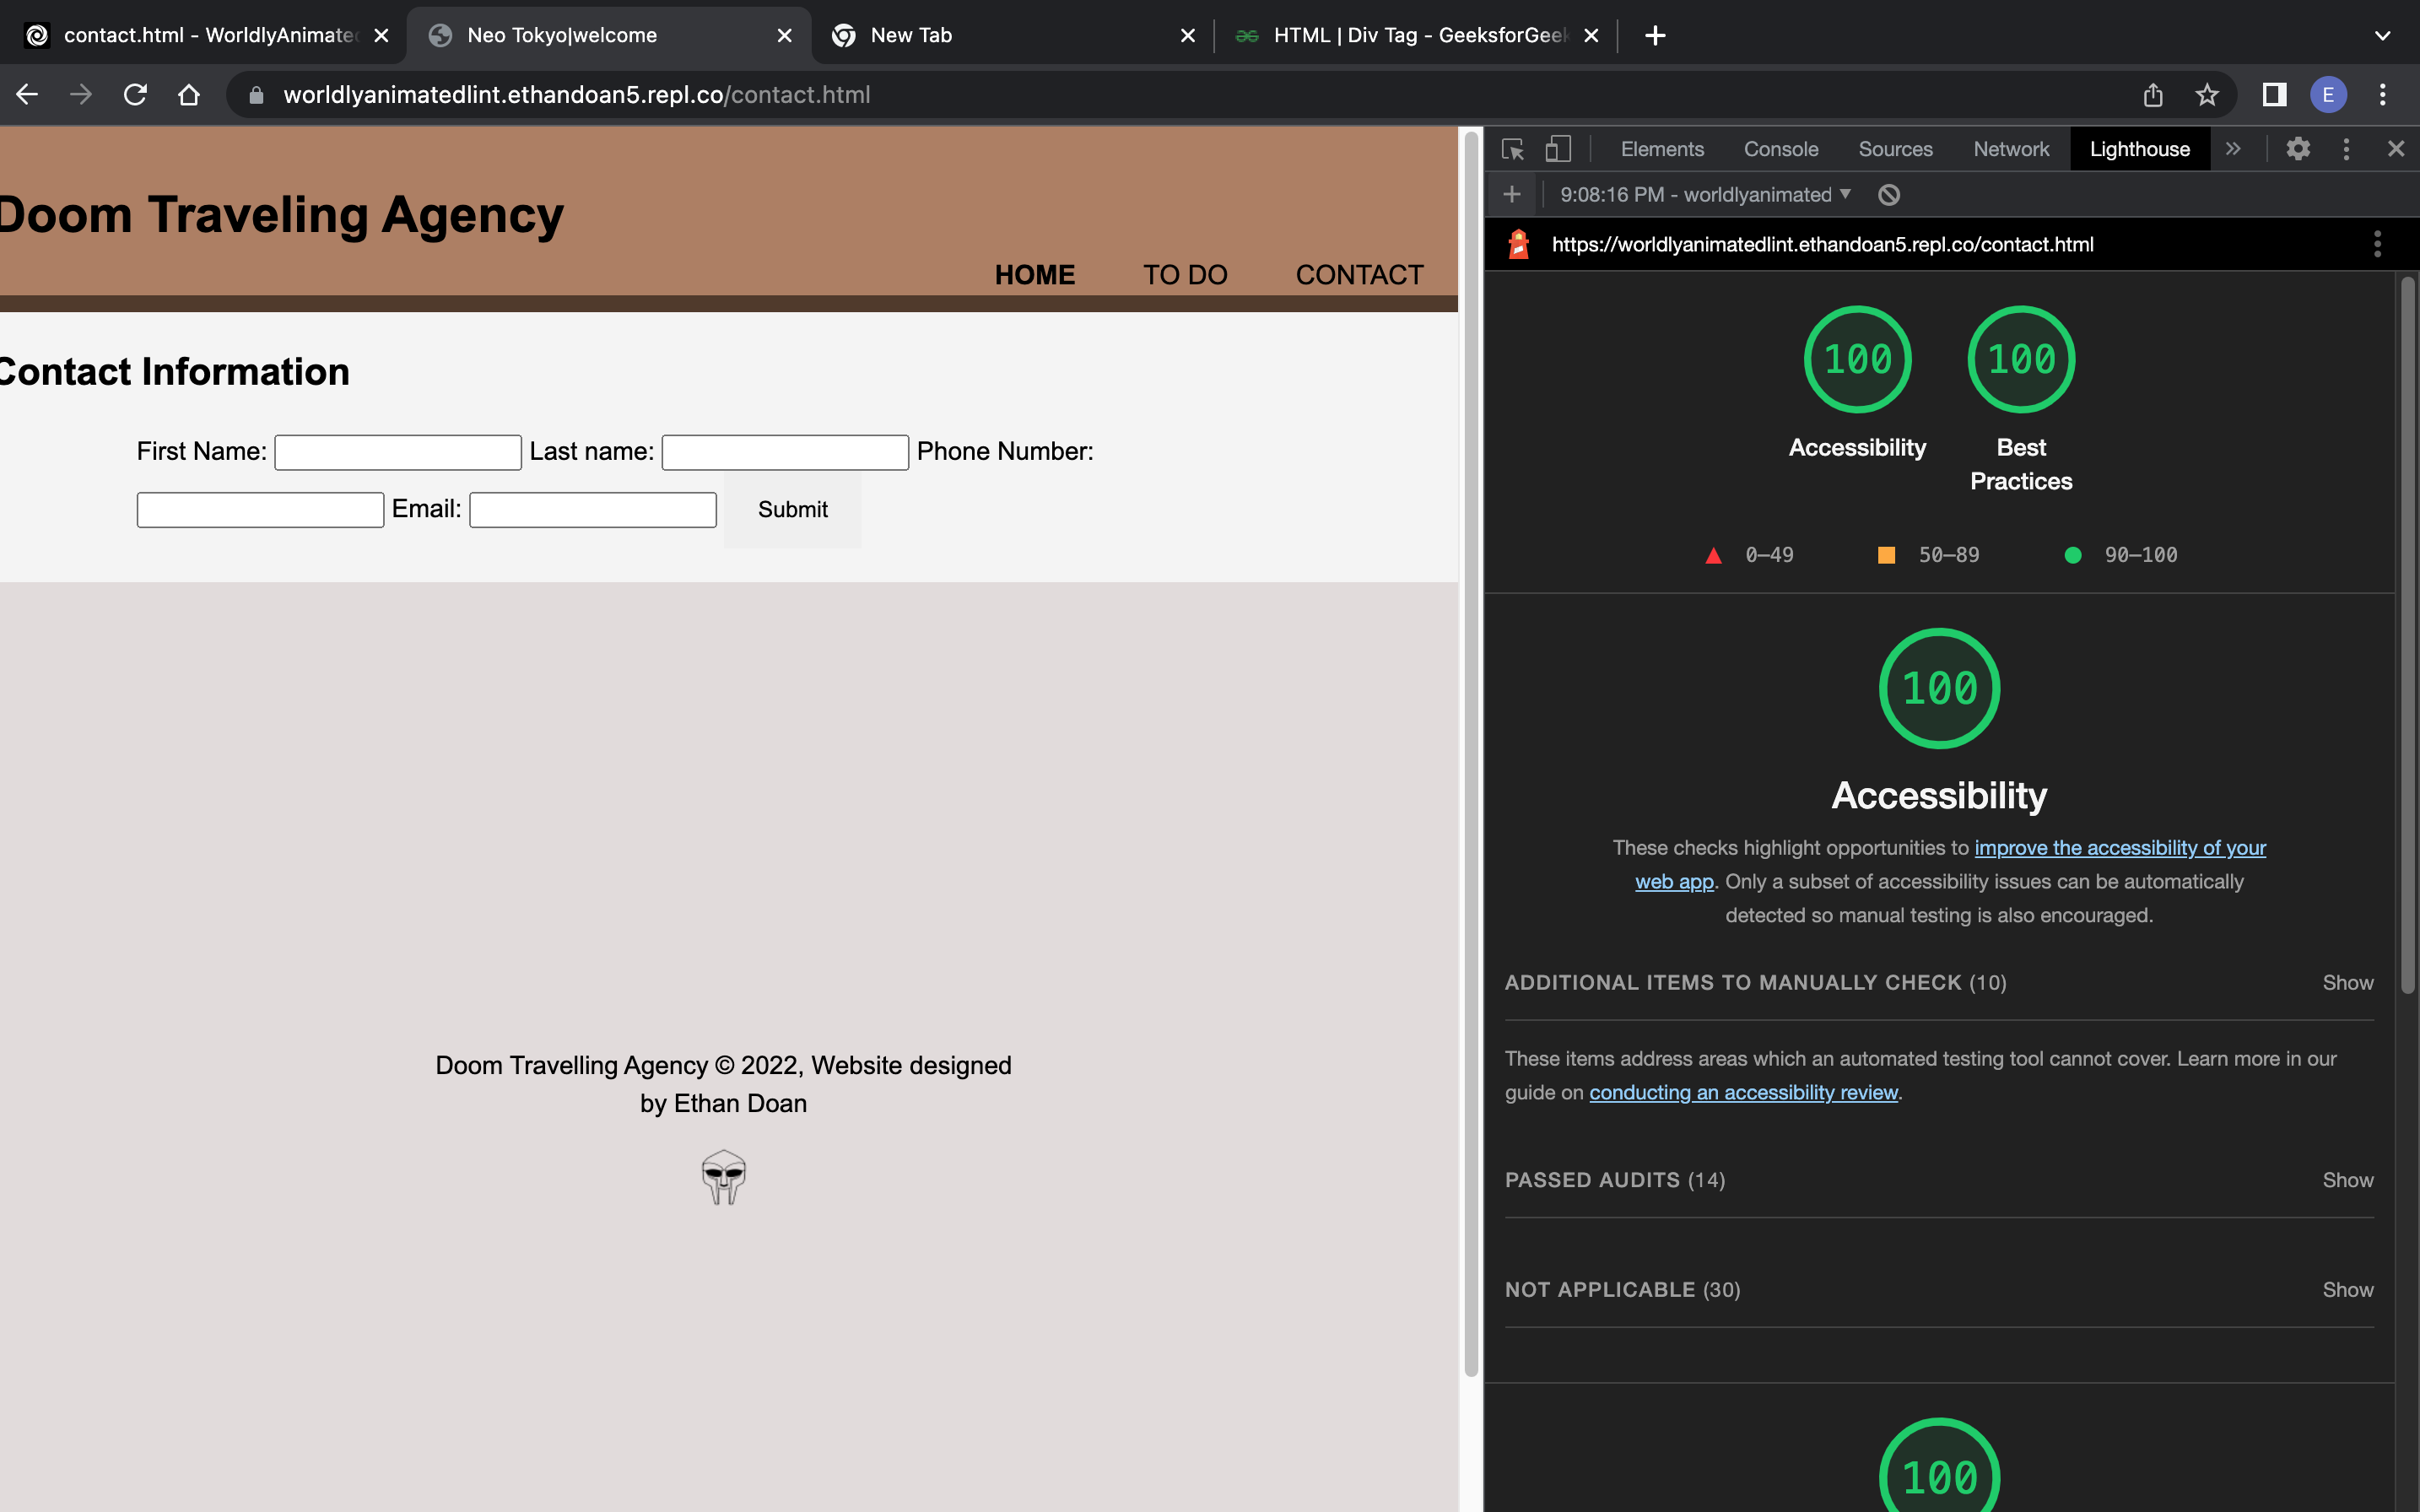 contact.html - WorldlyAnimated
Neo Tokyo|welcome
New Tab
HTML | Div Tag - GeeksforGeek
worldlyanimatedlint.ethandoan5.repl.co/contact.html
E
Doom Traveling Agency
HOME TO DO CONTACT
Contact Information
First Name: Last name: Phone Number:
Email: Submit
Doom Travelling Agency © 2022, Website designed
by Ethan Doan
Elements Console Sources Network Lighthouse
9:08:16 PM - worldlyanimated
https://worldlyanimatedlint.ethandoan5.repl.co/contact.html
100 100
Accessibility Best
Practices
0–49 50–89 90–100
100
Accessibility
These checks highlight opportunities to improve the accessibility of your
web app. Only a subset of accessibility issues can be automatically
detected so manual testing is also encouraged.
ADDITIONAL ITEMS TO MANUALLY CHECK (10) Show
These items address areas which an automated testing tool cannot cover. Learn more in our
guide on conducting an accessibility review.
PASSED AUDITS (14) Show
NOT APPLICABLE (30) Show
100